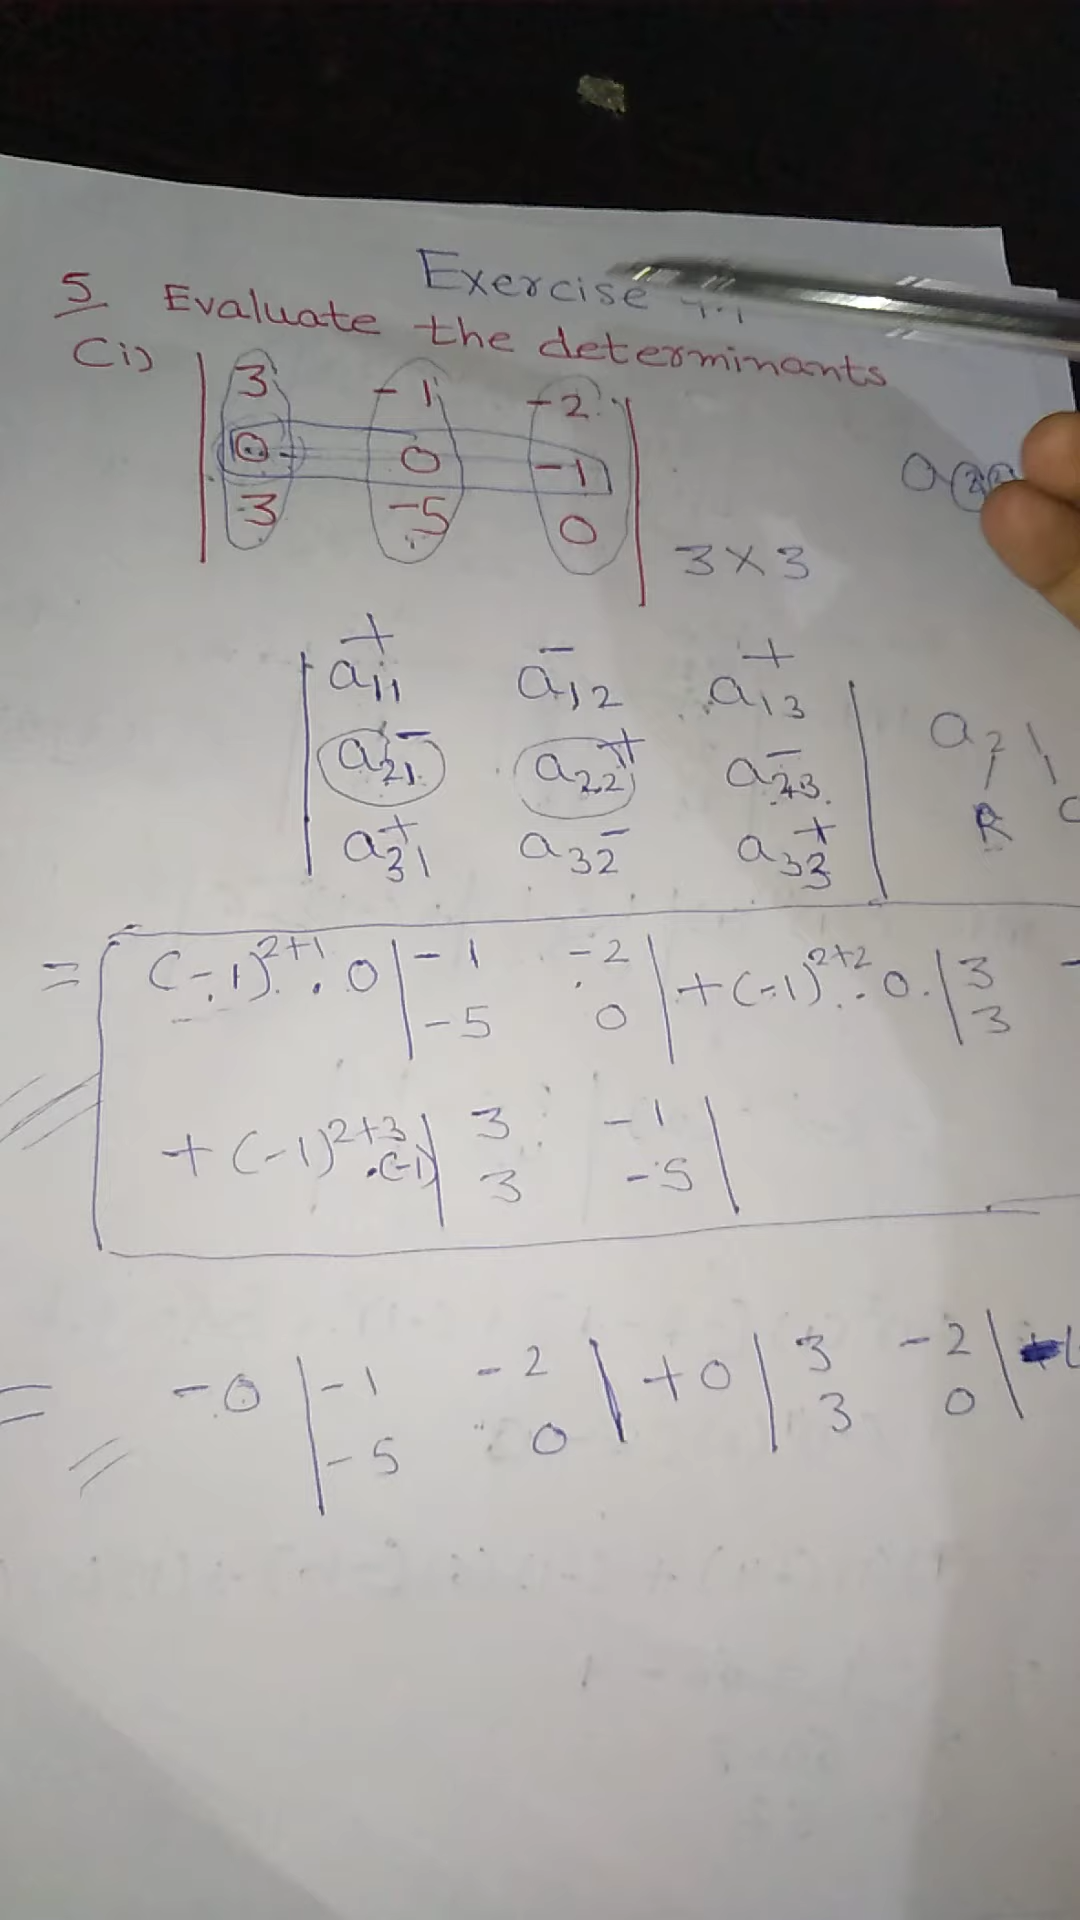 Exercise 4.1
5 Evaluate the determinants
(i) | 3 -1 -2 |
| 0 0 -1 |
| 3 -5 0 | 3×3
| a11+ a12- a13+ |
| a21- a22+ a23- | a21
| a31+ a32- a33+ | R C
= (-1)^2+1 . 0 | -1 -2 | + (-1)^2+2 . 0 . | 3 -
| -5 0 | | 3
+ (-1)^2+3 . (-1) | 3 -1 |
| 3 -5 |
= -0 | -1 -2 | + 0 | 3 -2 |
| -5 0 | | 3 0 |